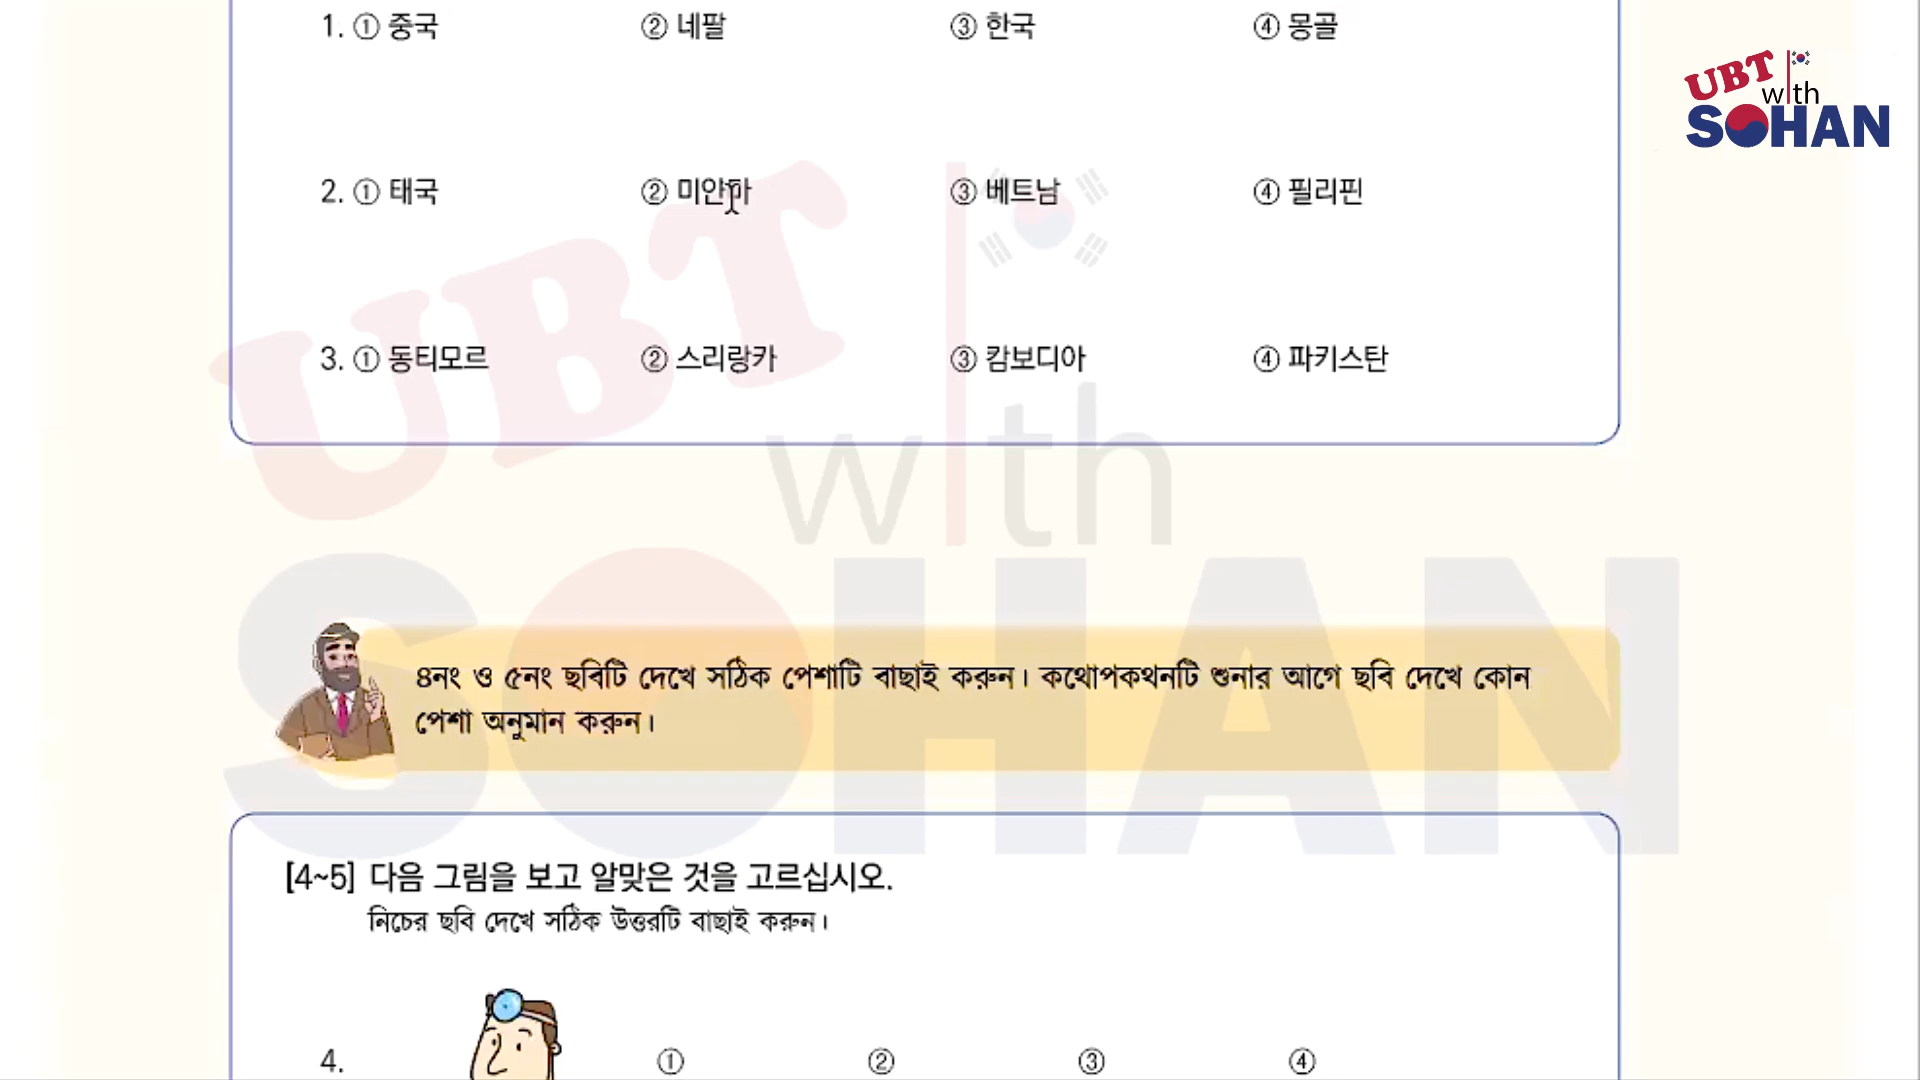 1. ① 중국 ② 네팔 ③ 한국 ④ 몽골
UBT
with
SOHAN
2. ① 태국 ② 미얀마 ③ 베트남 ④ 필리핀
3. ① 동티모르 ② 스리랑카 ③ 캄보디아 ④ 파키스탄
UBT
with
SOHAN
৪নং ও ৫নং ছবিটি দেখে সঠিক পেশাটি বাছাই করুন। কথোপকথনটি শুনার আগে ছবি দেখে কোন
পেশা অনুমান করুন।
[4~5] 다음 그림을 보고 알맞은 것을 고르십시오.
নিচের ছবি দেখে সঠিক উত্তরটি বাছাই করুন।
4. ① ② ③ ④